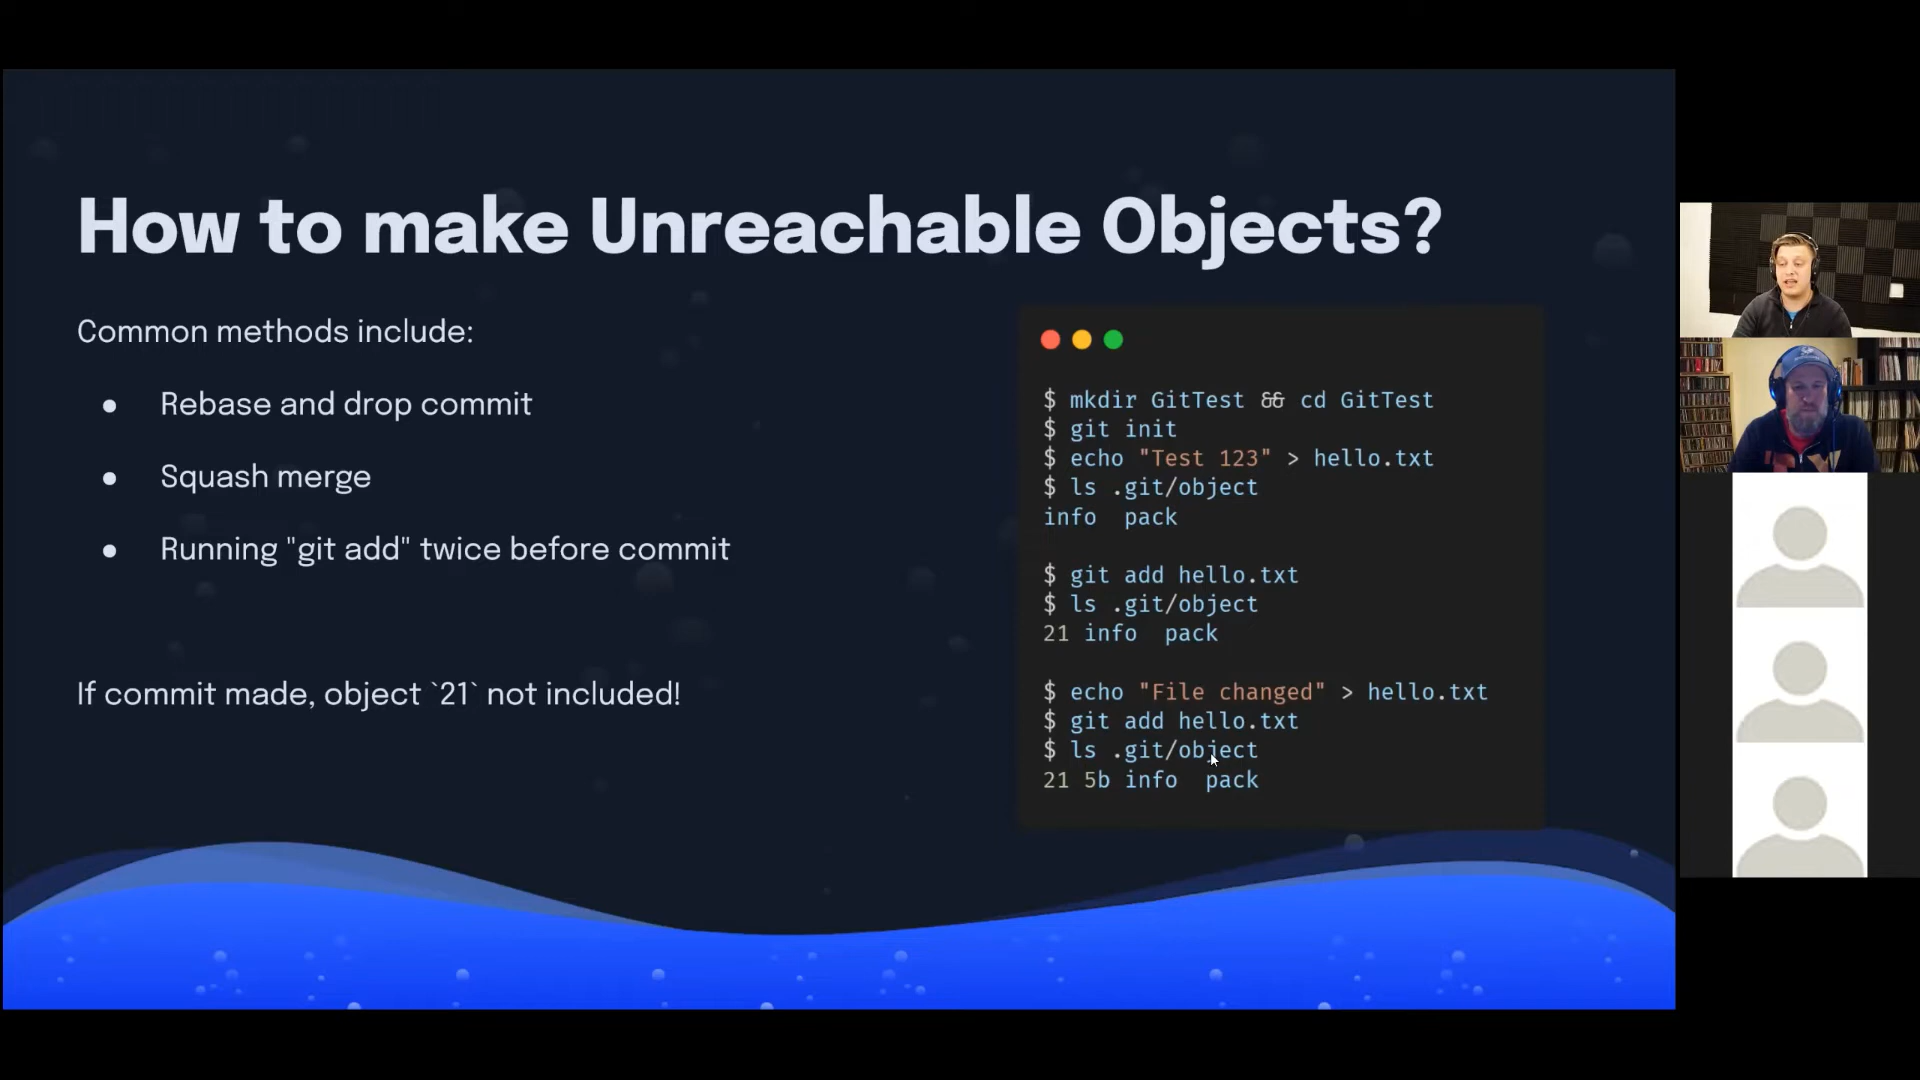 How to make Unreachable Objects?
Common methods include:
● Rebase and drop commit
● Squash merge
● Running "git add" twice before commit
If commit made, object `21` not included!
$ mkdir GitTest && cd GitTest
$ git init
$ echo "Test 123" > hello.txt
$ ls .git/object
info pack
$ git add hello.txt
$ ls .git/object
21 info pack
$ echo "File changed" > hello.txt
$ git add hello.txt
$ ls .git/object
21 5b info pack